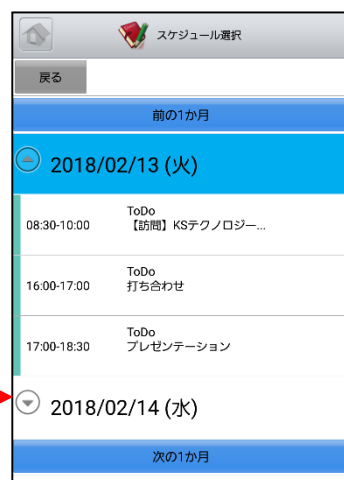 スケジュール選択
戻る
前の1か月
2018/02/13 (火)
ToDo
08:30-10:00 【訪問】KSテクノロジー...
ToDo
16:00-17:00 打ち合わせ
ToDo
17:00-18:30 プレゼンテーション
2018/02/14 (水)
次の1か月